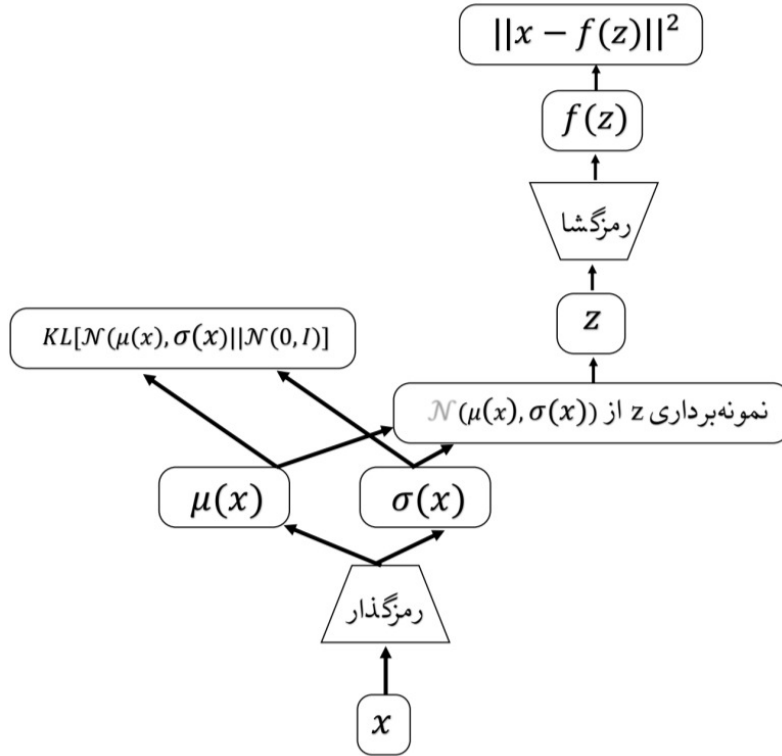 ||x − f(z)||²
f(z)
رمزگشا
z
KL[𝒩(μ(x), σ(x)||𝒩(0, I)]
نمونه‌برداری z از 𝒩(μ(x), σ(x))
μ(x)
σ(x)
رمزگذار
x